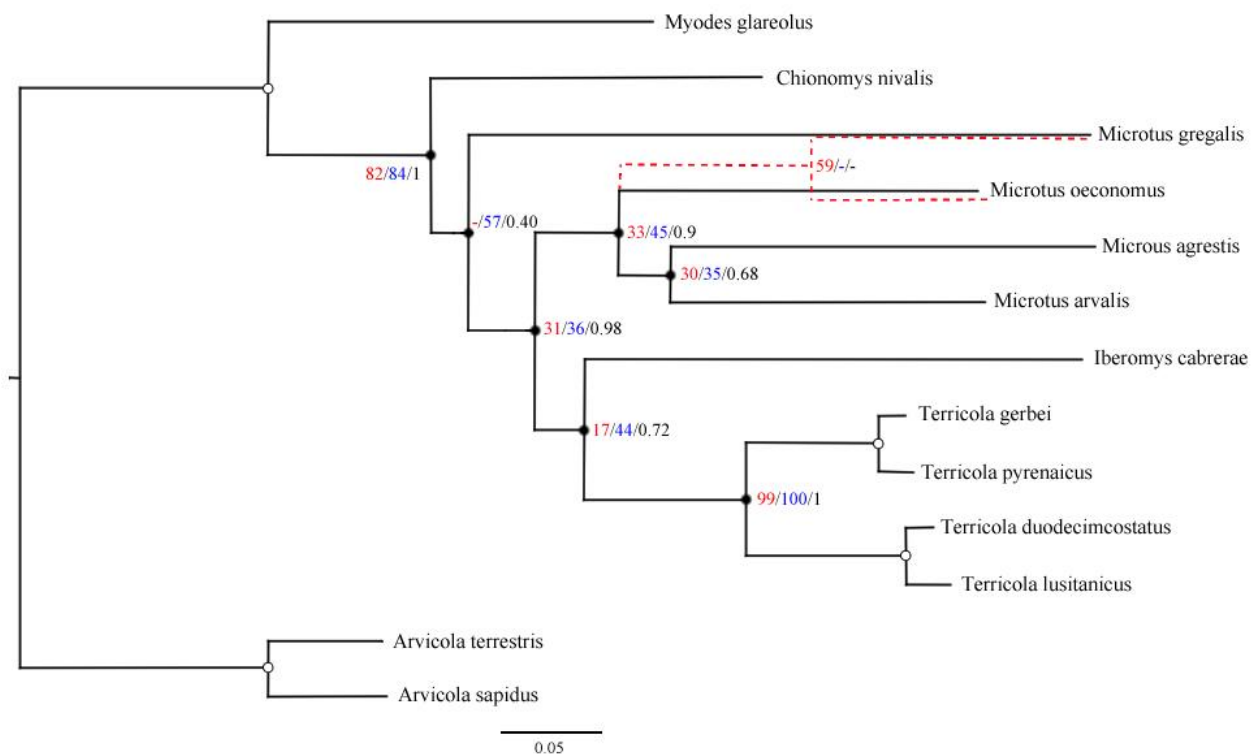 Myodes glareolus
Chionomys nivalis
Microtus gregalis
59/-/-
82/84/1
Microtus oeconomus
-/57/0.40
33/45/0.9
Microus agrestis
30/35/0.68
Microtus arvalis
31/36/0.98
Iberomys cabrerae
Terricola gerbei
17/44/0.72
Terricola pyrenaicus
99/100/1
Terricola duodecimcostatus
Terricola lusitanicus
Arvicola terrestris
Arvicola sapidus
0.05